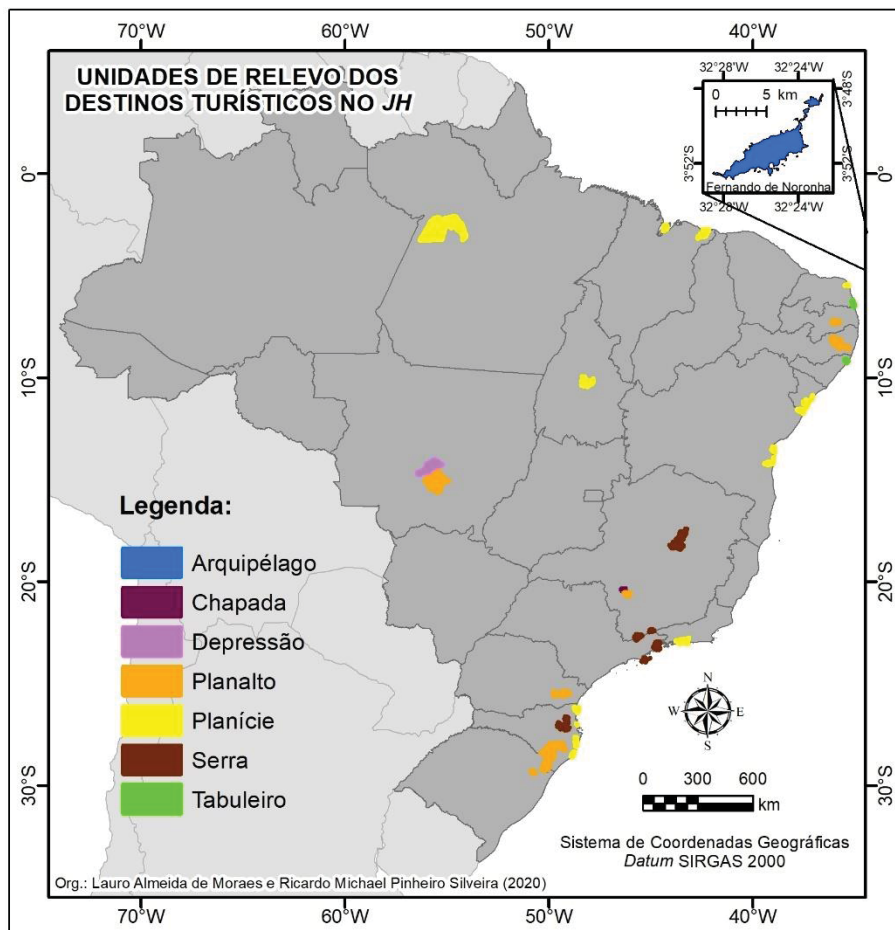 70°W 60°W 50°W 40°W
UNIDADES DE RELEVO DOS
DESTINOS TURÍSTICOS NO JH
32°28'W 32°24'W
0 5 km
3°48'S
3°52'S
3°52'S
Fernando de Noronha
32°28'W 32°24'W
0° 0°
10°S 10°S
20°S 20°S
30°S 30°S
Legenda:
Arquipélago
Chapada
Depressão
Planalto
Planície
Serra
Tabuleiro
N
W E
S
0 300 600
km
Sistema de Coordenadas Geográficas
Datum SIRGAS 2000
Org.: Lauro Almeida de Moraes e Ricardo Michael Pinheiro Silveira (2020)
70°W 60°W 50°W 40°W